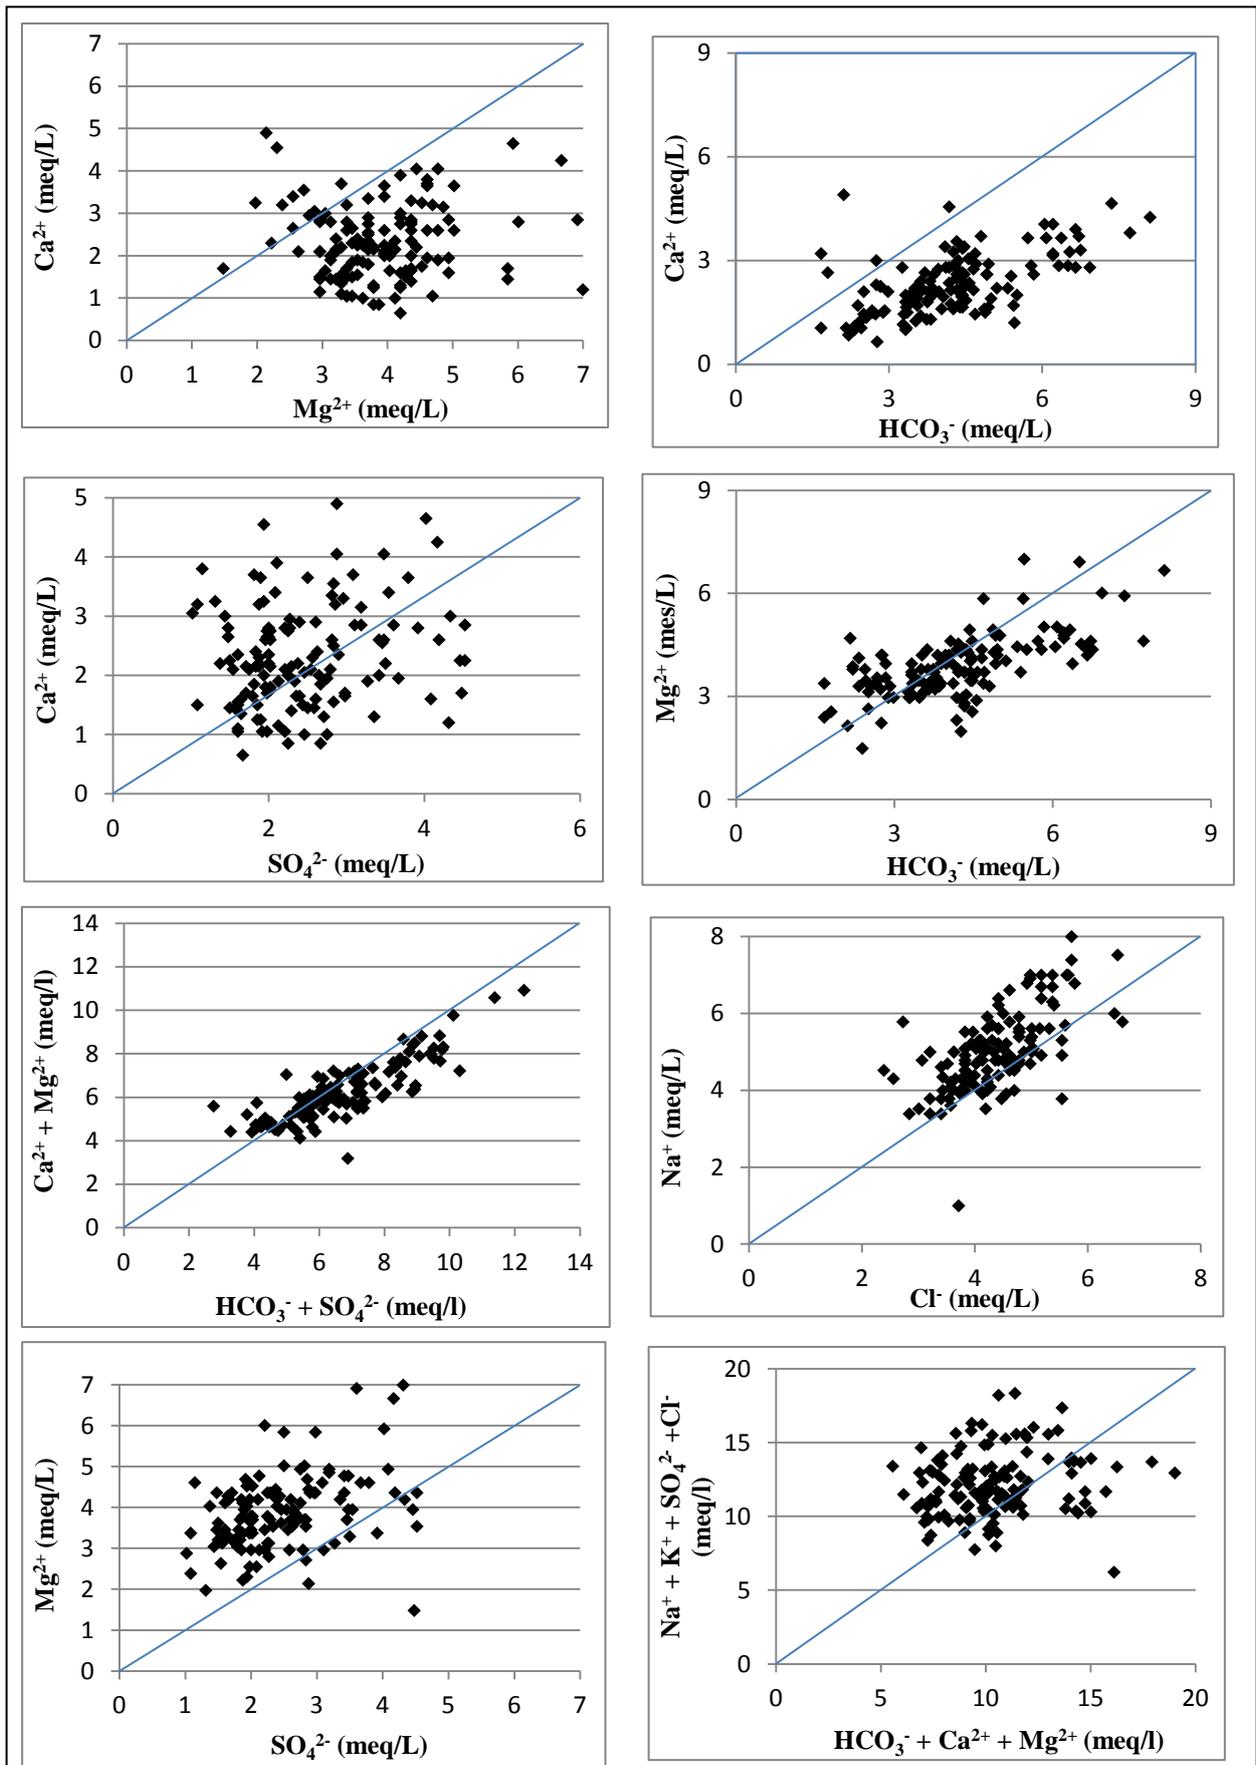 7
6
5
4
3
2
1
0
Ca²⁺ (meq/L)
0 1 2 3 4 5 6 7
Mg²⁺ (meq/L)
9
6
3
0
Ca²⁺ (meq/L)
0 3 6 9
HCO₃⁻ (meq/L)
5
4
3
2
1
0
Ca²⁺ (meq/L)
0 2 4 6
SO₄²⁻ (meq/L)
9
6
3
0
Mg²⁺ (mes/L)
0 3 6 9
HCO₃⁻ (meq/L)
14
12
10
8
6
4
2
0
Ca²⁺ + Mg²⁺ (meq/l)
0 2 4 6 8 10 12 14
HCO₃⁻ + SO₄²⁻ (meq/l)
8
6
4
2
0
Na⁺ (meq/L)
0 2 4 6 8
Cl⁻ (meq/L)
7
6
5
4
3
2
1
0
Mg²⁺ (meq/L)
0 1 2 3 4 5 6 7
SO₄²⁻ (meq/L)
20
15
10
5
0
Na⁺ + K⁺ + SO₄²⁻ +Cl⁻
(meq/l)
0 5 10 15 20
HCO₃⁻ + Ca²⁺ + Mg²⁺ (meq/l)